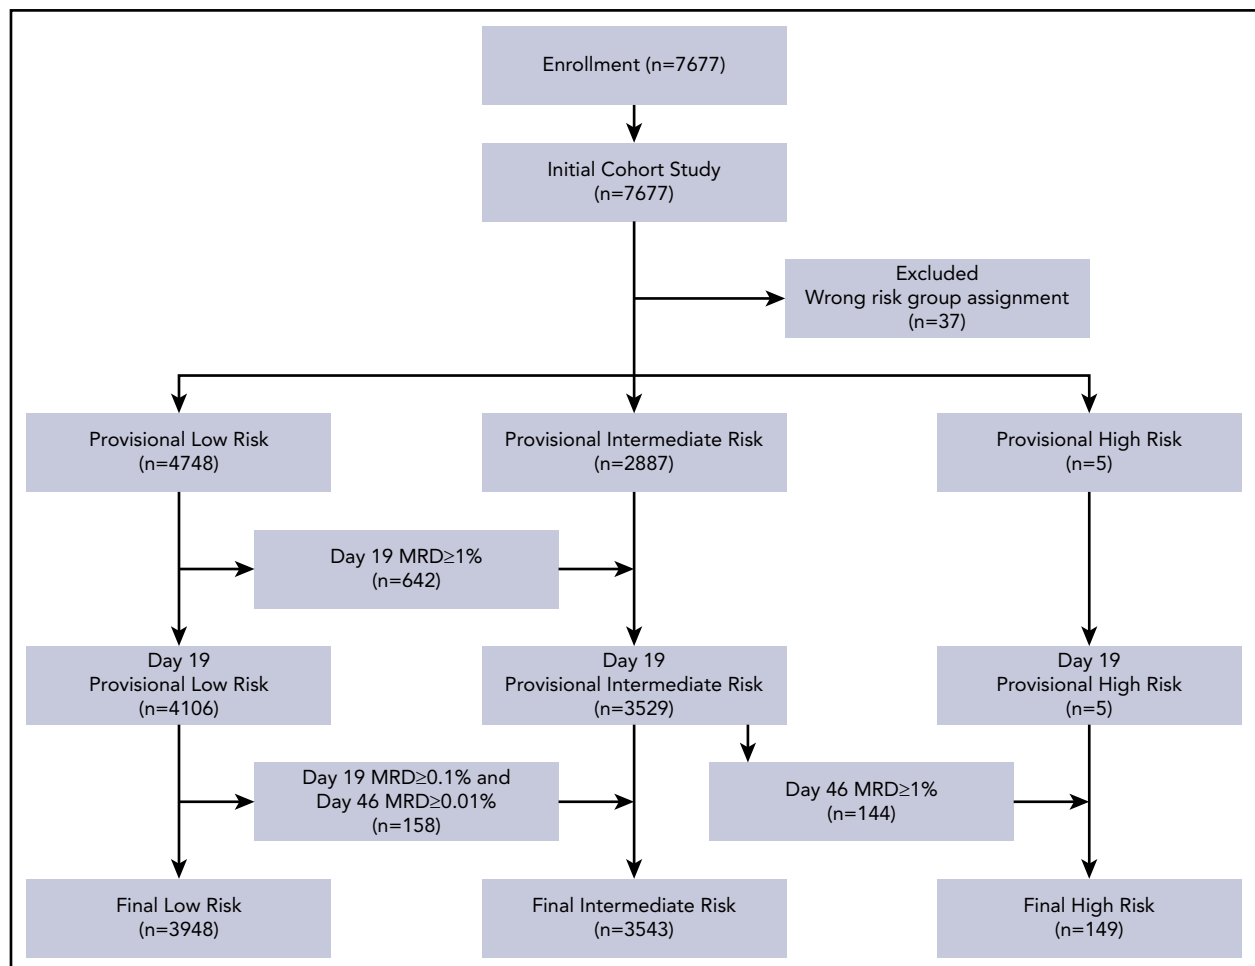 Enrollment (n=7677)
Initial Cohort Study
(n=7677)
Excluded
Wrong risk group assignment
(n=37)
Provisional Low Risk
(n=4748)
Provisional Intermediate Risk
(n=2887)
Provisional High Risk
(n=5)
Day 19 MRD≥1%
(n=642)
Day 19
Provisional Low Risk
(n=4106)
Day 19
Provisional Intermediate Risk
(n=3529)
Day 19
Provisional High Risk
(n=5)
Day 19 MRD≥0.1% and
Day 46 MRD≥0.01%
(n=158)
Day 46 MRD≥1%
(n=144)
Final Low Risk
(n=3948)
Final Intermediate Risk
(n=3543)
Final High Risk
(n=149)